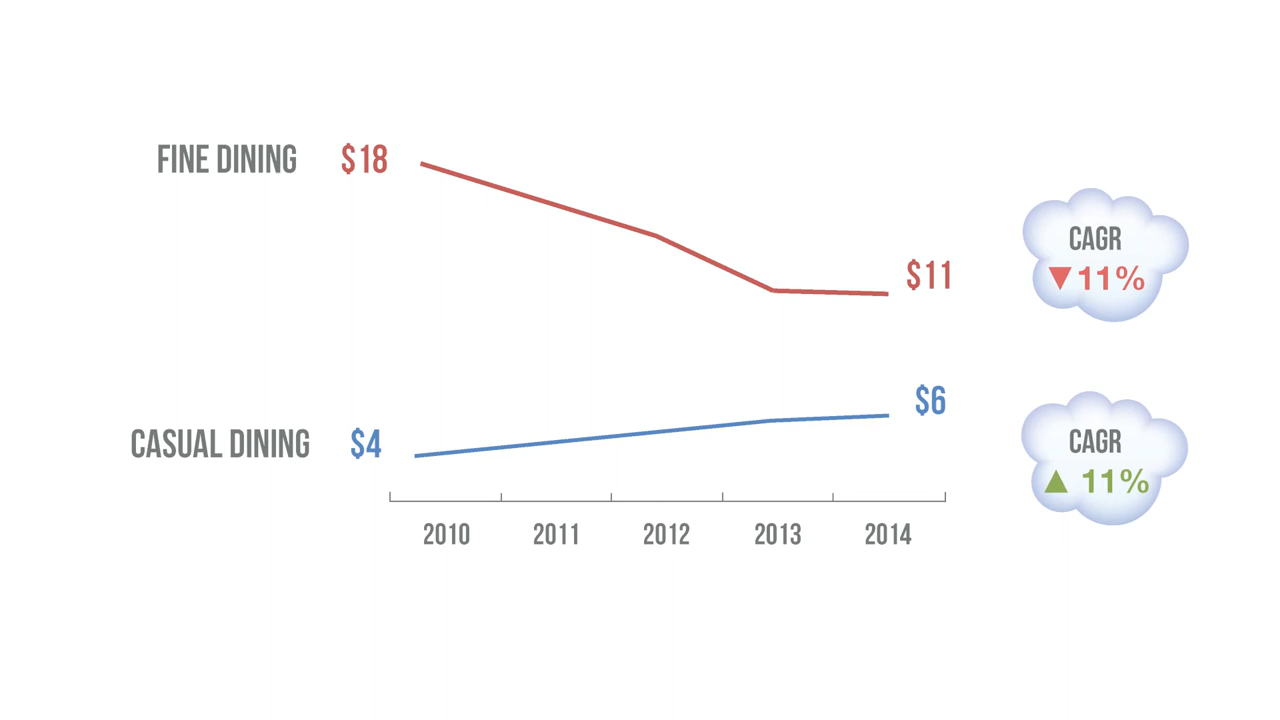 FINE DINING $18
$11
CAGR
▼11%
CASUAL DINING $4
$6
CAGR
▲ 11%
2010 2011 2012 2013 2014